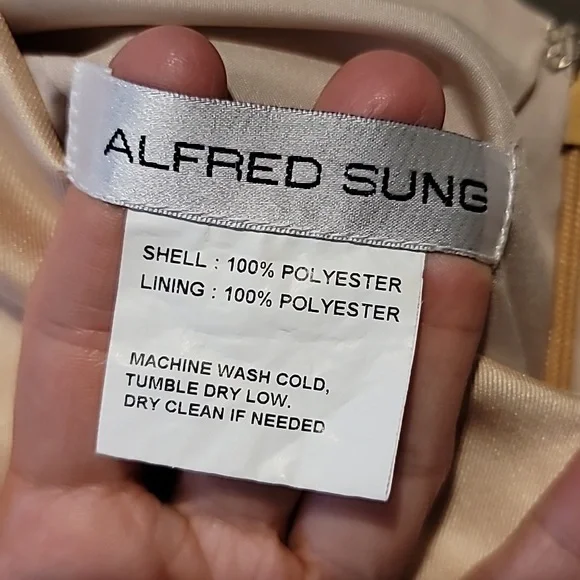 ALFRED SUNG
SHELL : 100% POLYESTER
LINING : 100% POLYESTER
MACHINE WASH COLD,
TUMBLE DRY LOW.
DRY CLEAN IF NEEDED